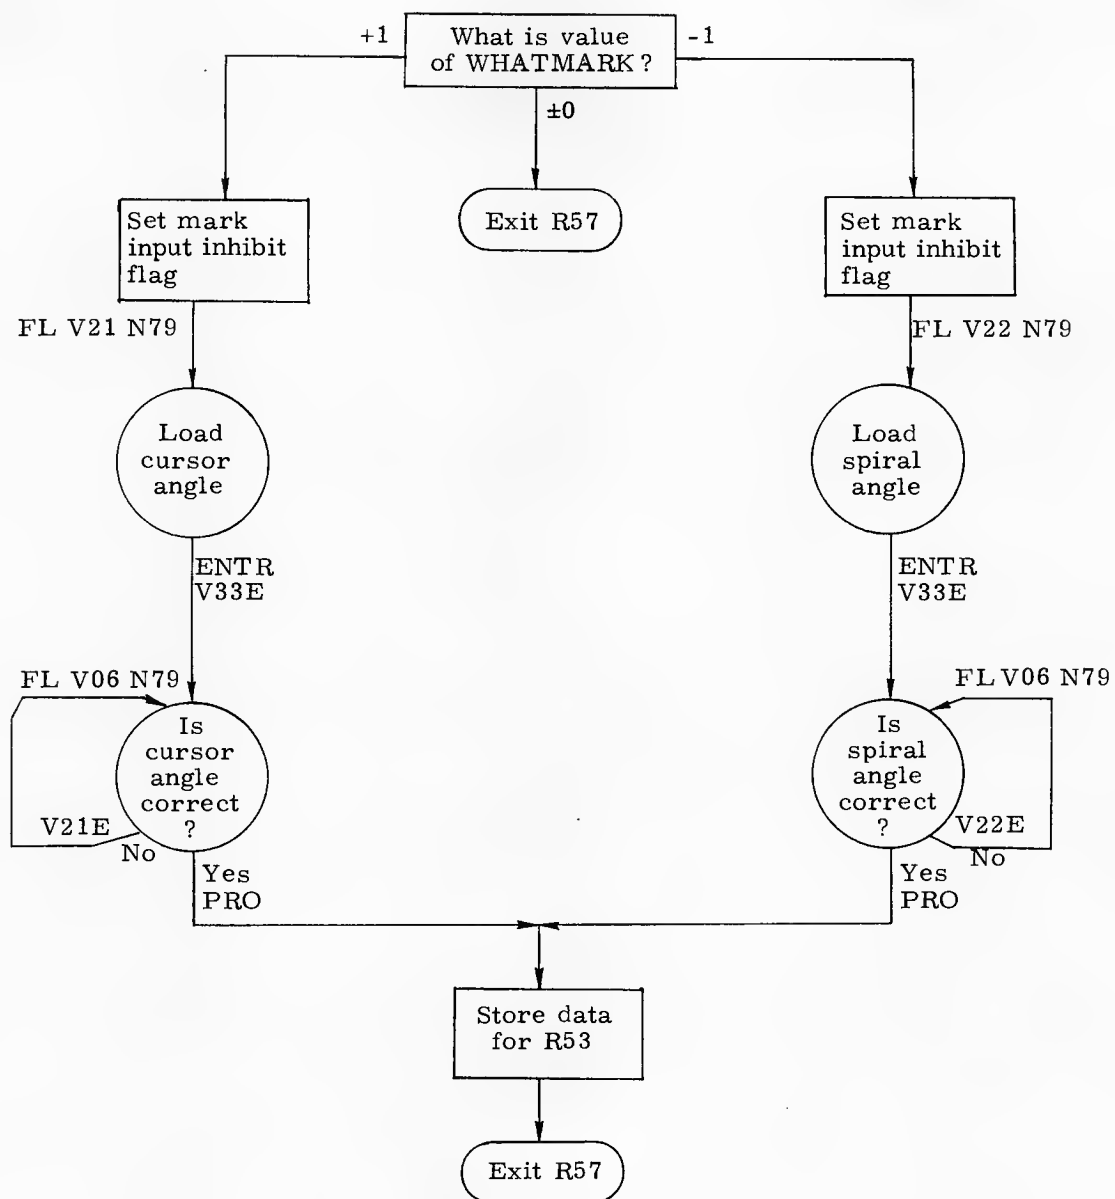 +1
What is value
of WHATMARK?
-1
±0
Exit R57
Set mark
input inhibit
flag
Set mark
input inhibit
flag
FL V21 N79
FL V22 N79
Load
cursor
angle
Load
spiral
angle
ENTR
V33E
ENTR
V33E
FL V06 N79
FL V06 N79
Is
cursor
angle
correct
?
Is
spiral
angle
correct
?
V21E
No
V22E
No
Yes
PRO
Yes
PRO
Store data
for R53
Exit R57